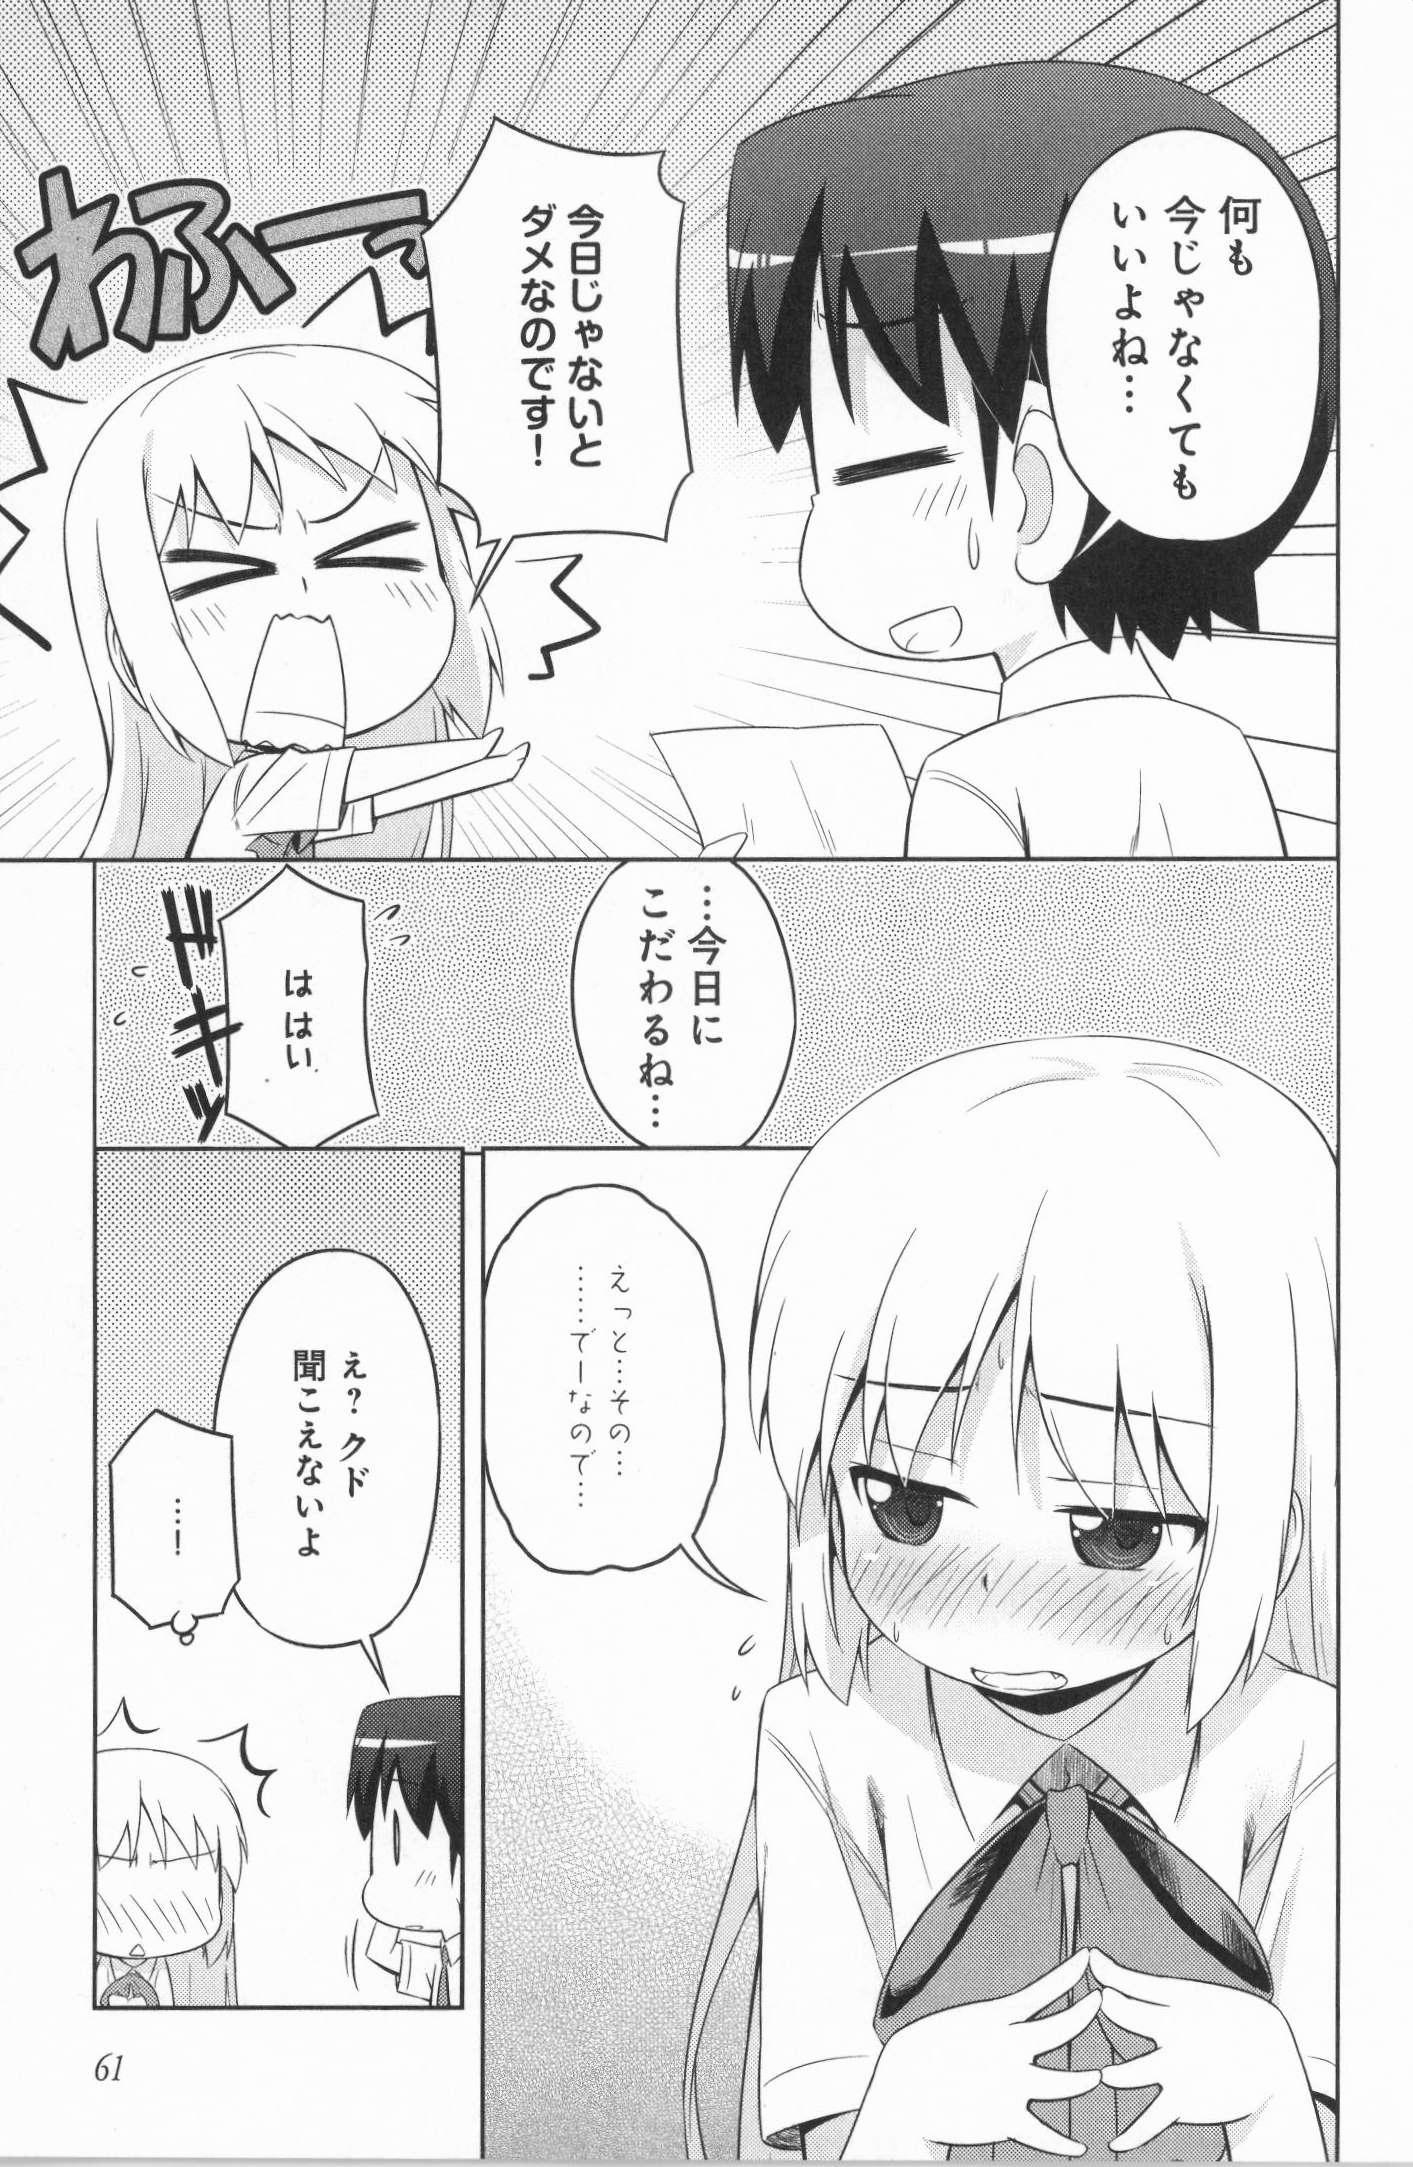 何も
今じゃなくても
いいよね…
今日じゃないと
ダメなのです!
わふーっ
…今日に
こだわるね…
は はい
ドキッ
えっと…その…
……でーなので…
え? クド
聞こえないよ
…!
61